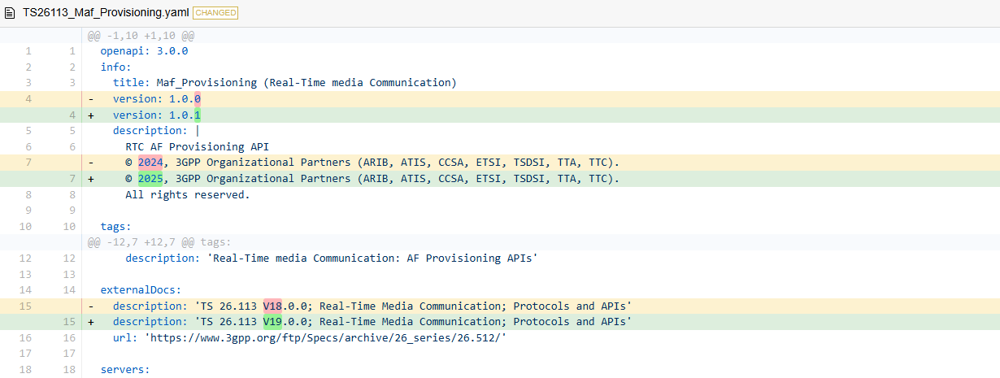 TS26113_Maf_Provisioning.yaml CHANGED
@@ -1,10 +1,10 @@
1 1 openapi: 3.0.0
2 2 info:
3 3 title: Maf_Provisioning (Real-Time media Communication)
4 - version: 1.0.0
4 + version: 1.0.1
5 5 description: |
6 6 RTC AF Provisioning API
7 - © 2024, 3GPP Organizational Partners (ARIB, ATIS, CCSA, ETSI, TSDSI, TTA, TTC).
7 + © 2025, 3GPP Organizational Partners (ARIB, ATIS, CCSA, ETSI, TSDSI, TTA, TTC).
8 8 All rights reserved.
9 9
10 10 tags:
@@ -12,7 +12,7 @@ tags:
12 12 description: 'Real-Time media Communication: AF Provisioning APIs'
13 13
14 14 externalDocs:
15 - description: 'TS 26.113 V18.0.0; Real-Time Media Communication; Protocols and APIs'
15 + description: 'TS 26.113 V19.0.0; Real-Time Media Communication; Protocols and APIs'
16 16 url: 'https://www.3gpp.org/ftp/Specs/archive/26_series/26.512/'
17 17
18 18 servers: